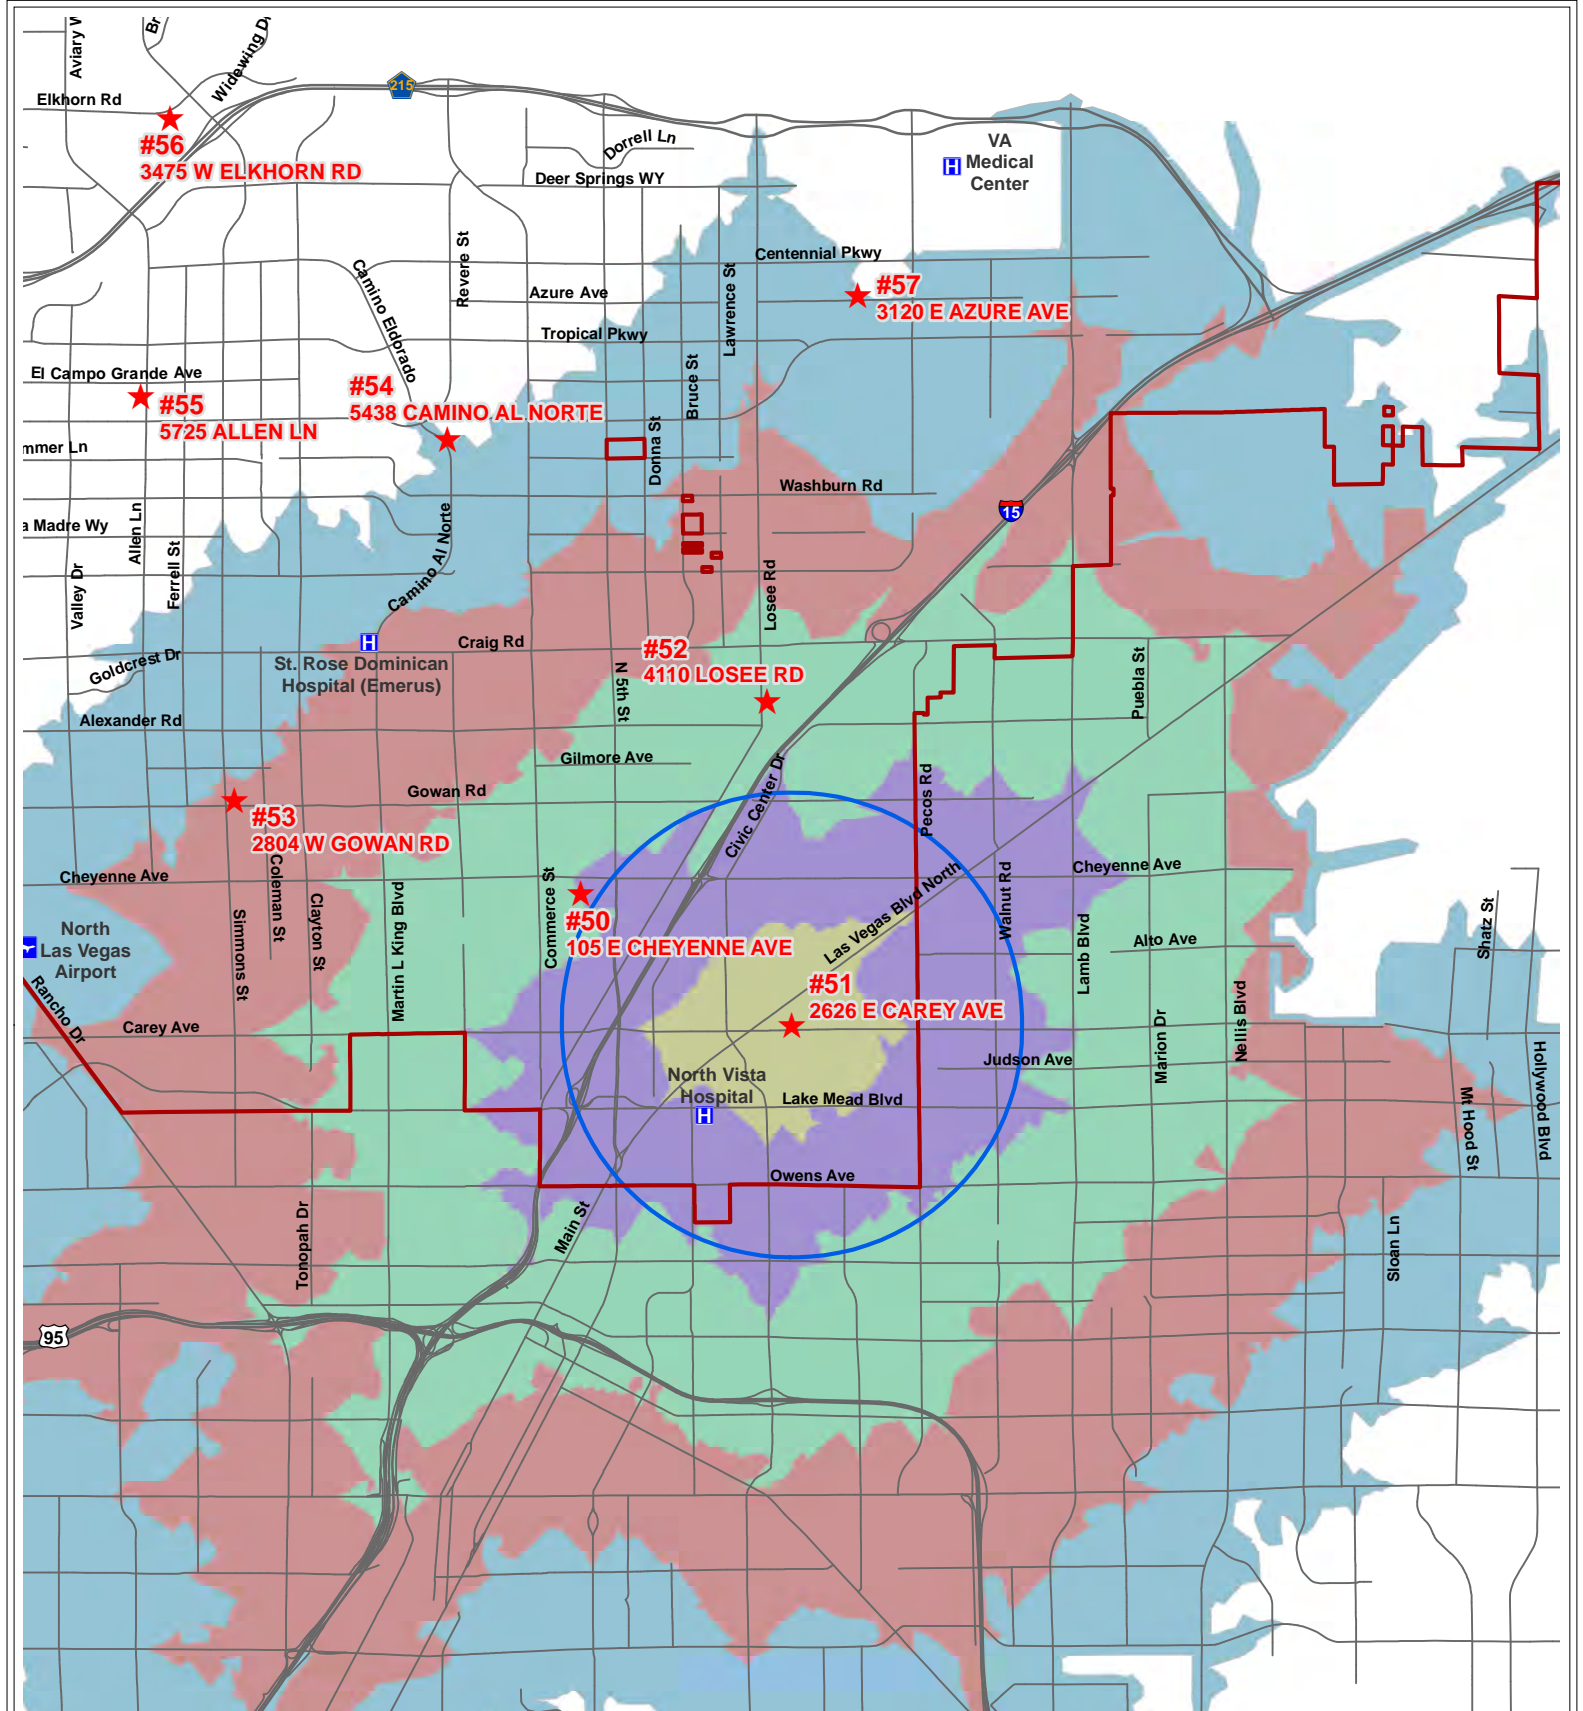 Aviary W
Br
Widewing Dr
215
Elkhorn Rd
#56
3475 W ELKHORN RD
Dorrell Ln
Deer Springs WY
VA
Medical
Center
H
Centennial Pkwy
Revere St
Camino Eldorado
Azure Ave
Lawrence St
#57
3120 E AZURE AVE
Tropical Pkwy
El Campo Grande Ave
Bruce St
#54
5438 CAMINO AL NORTE
#55
5725 ALLEN LN
Donna St
mmer Ln
Washburn Rd
15
a Madre Wy
Allen Ln
Ferrell St
Valley Dr
Camino Al Norte
Losee Rd
H
St. Rose Dominican
Hospital (Emerus)
Craig Rd
Goldcrest Dr
#52
4110 LOSEE RD
N 5th St
Puebla St
Alexander Rd
Gilmore Ave
Civic Center Dr
Gowan Rd
Pecos Rd
#53
2804 W GOWAN RD
Cheyenne Ave
Coleman St
Clayton St
Simmons St
Martin L King Blvd
Commerce St
#50
105 E CHEYENNE AVE
Las Vegas Blvd North
Walnut Rd
Cheyenne Ave
Lamb Blvd
Alto Ave
Shatz St
North
Las Vegas
Airport
Rancho Dr
#51
2626 E CAREY AVE
Carey Ave
Nellis Blvd
Marion Dr
Judson Ave
North Vista
Hospital
H
Lake Mead Blvd
Hollywood Blvd
Mt Hood St
Owens Ave
Tonopah Dr
Main St
Sloan Ln
95